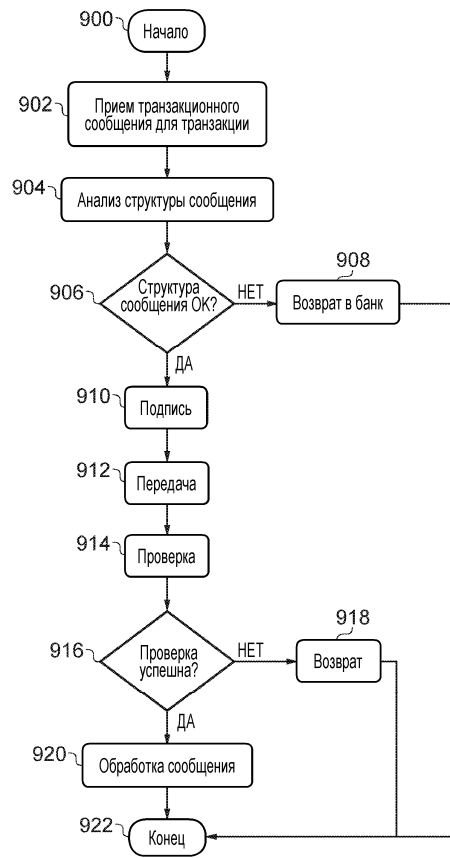 900
Начало
902
Прием транзакционного
сообщения для транзакции
904
Анализ структуры сообщения
906
Структура
сообщения OK?
НЕТ
908
Возврат в банк
ДА
910
Подпись
912
Передача
914
Проверка
916
Проверка
успешна?
НЕТ
918
Возврат
ДА
920
Обработка сообщения
922
Конец